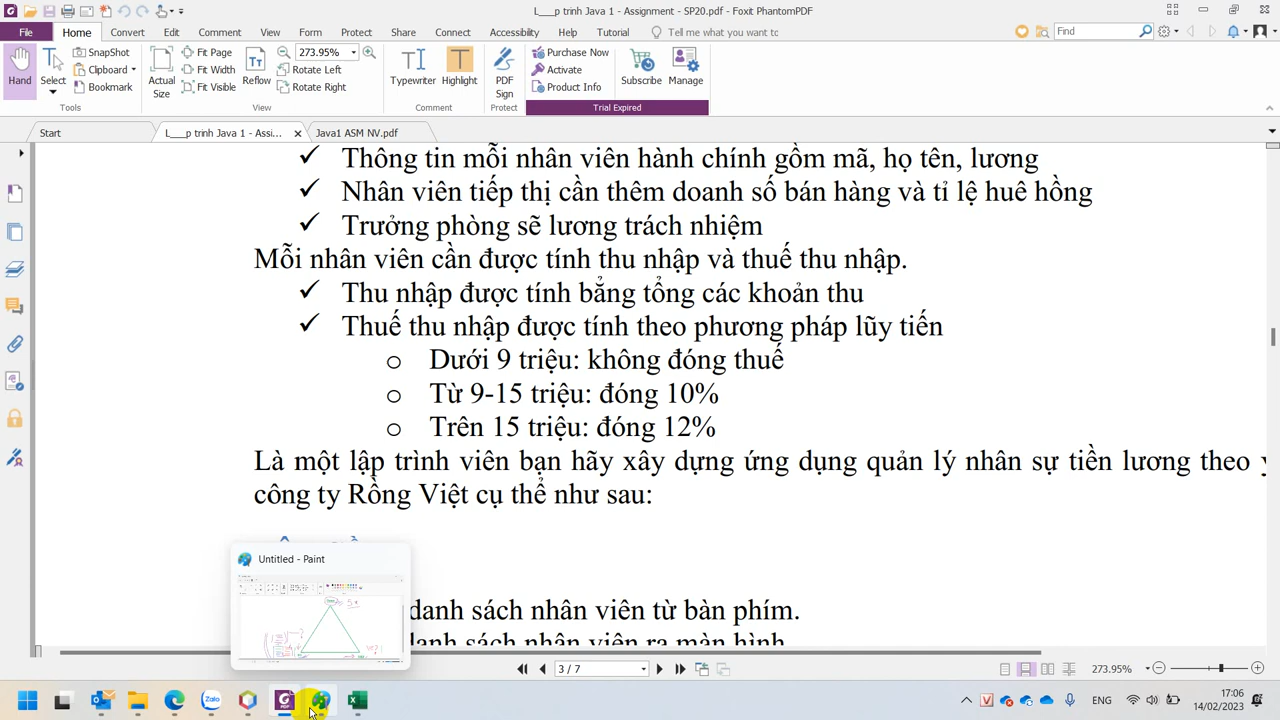 L___p trinh Java 1 - Assignment - SP20.pdf - Foxit PhantomPDF
File Home Convert Edit Comment View Form Protect Share Connect Accessibility Help Tutorial Tell me what you want to Find
Hand
Select
SnapShot
Clipboard
Bookmark
Tools
Actual Size
Fit Page
Fit Width
Fit Visible
Reflow
273.95%
Rotate Left
Rotate Right
View
Typewriter
Highlight
Comment
PDF Sign
Protect
Purchase Now
Activate
Product Info
Subscribe
Manage
Trial Expired
Start
L___p trinh Java 1 - Assi...
Java1 ASM NV.pdf
✓ Thông tin mỗi nhân viên hành chính gồm mã, họ tên, lương
✓ Nhân viên tiếp thị cần thêm doanh số bán hàng và tỉ lệ huê hồng
✓ Trưởng phòng sẽ lương trách nhiệm
Mỗi nhân viên cần được tính thu nhập và thuế thu nhập.
✓ Thu nhập được tính bằng tổng các khoản thu
✓ Thuế thu nhập được tính theo phương pháp lũy tiến
o Dưới 9 triệu: không đóng thuế
o Từ 9-15 triệu: đóng 10%
o Trên 15 triệu: đóng 12%
Là một lập trình viên bạn hãy xây dựng ứng dụng quản lý nhân sự tiền lương theo
công ty Rồng Việt cụ thể như sau:
Untitled - Paint
danh sách nhân viên từ bàn phím.
danh sách nhân viên ra màn hình
3 / 7
273.95%
Zalo
ENG
17:06
14/02/2023